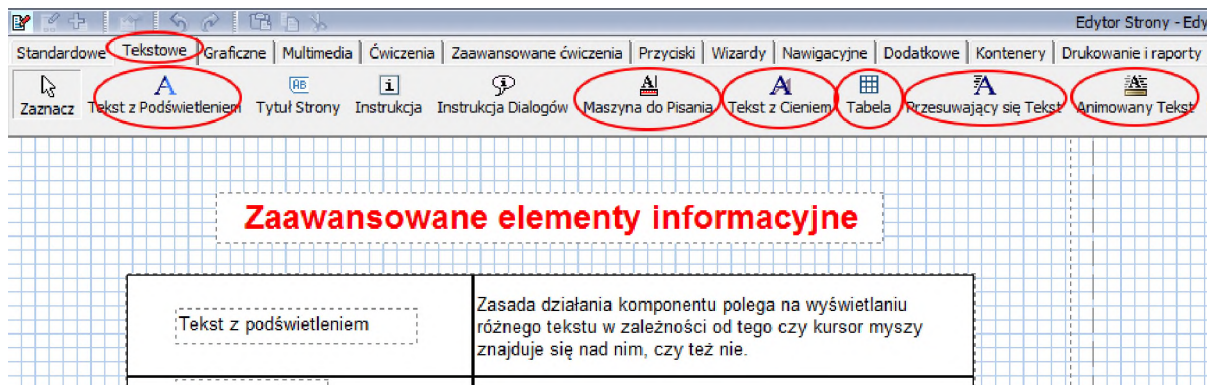 Edytor Strony - Edy
Standardowe Tekstowe Graficzne Multimedia Ćwiczenia Zaawansowane ćwiczenia Przyciski Wizardy Nawigacyjne Dodatkowe Kontenery Drukowanie i raporty
Zaznacz Tekst z Podświetleniem Tytuł Strony Instrukcja Instrukcja Dialogów Maszyna do Pisania Tekst z Cieniem Tabela Przesuwający się Tekst Animowany Tekst
Zaawansowane elementy informacyjne
Tekst z podświetleniem
Zasada działania komponentu polega na wyświetlaniu
różnego tekstu w zależności od tego czy kursor myszy
znajduje się nad nim, czy też nie.